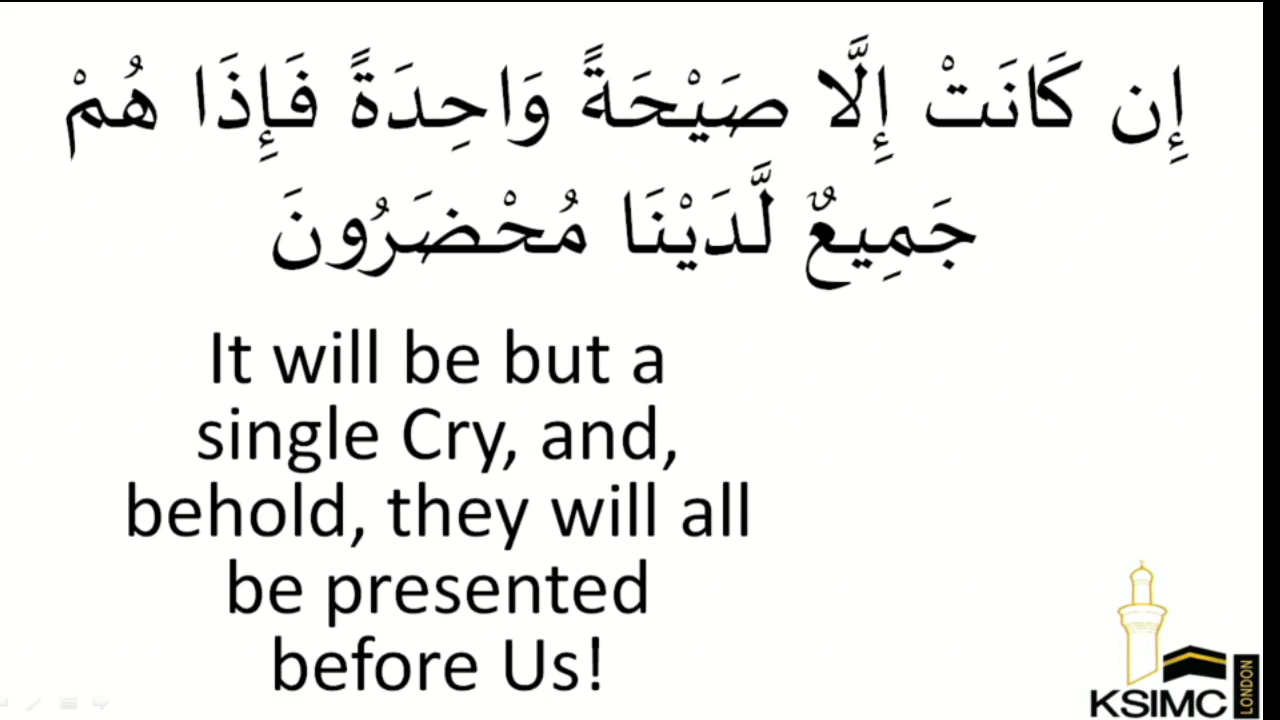 إِن كَانَتْ إِلَّا صَيْحَةً وَاحِدَةً فَإِذَا هُمْ
جَمِيعٌ لَّدَيْنَا مُحْضَرُونَ
It will be but a
single Cry, and,
behold, they will all
be presented
before Us!
KSIMC
LONDON